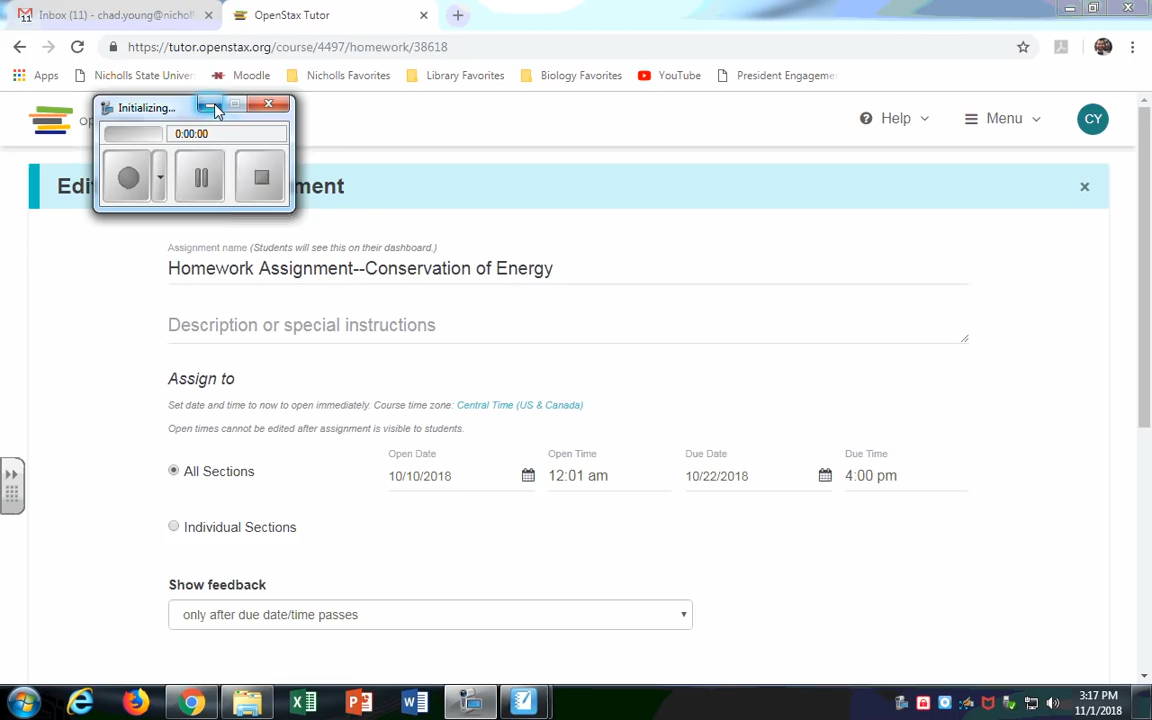 Inbox (11) - chad.young@nicholl
OpenStax Tutor
https://tutor.openstax.org/course/4497/homework/38618
Apps
Nicholls State Univer
Moodle
Nicholls Favorites
Library Favorites
Biology Favorites
YouTube
President Engageme
Initializing...
0:00:00
Help
Menu
CY
Assignment name (Students will see this on their dashboard.)
Homework Assignment--Conservation of Energy
Description or special instructions
Assign to
Set date and time to now to open immediately. Course time zone: Central Time (US & Canada)
Open times cannot be edited after assignment is visible to students.
All Sections
Open Date
10/10/2018
Open Time
12:01 am
Due Date
10/22/2018
Due Time
4:00 pm
Individual Sections
Show feedback
only after due date/time passes
3:17 PM
11/1/2018